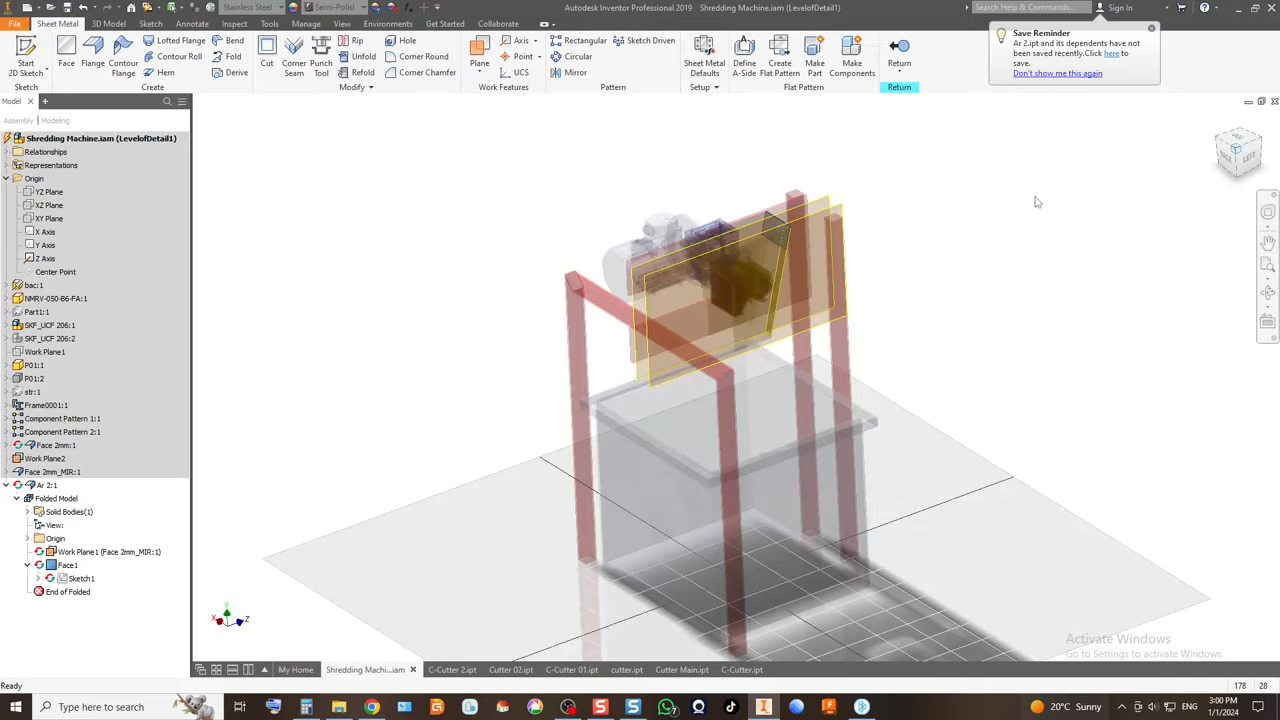 Stainless Steel
Semi-Polisl
Autodesk Inventor Professional 2019   Shredding Machine.iam (LevelofDetail1)
Search Help & Commands...
Sign In
File
Sheet Metal
3D Model
Sketch
Inspect
Tools
Manage
View
Environments
Get Started
Collaborate
Start
2D Sketch
Sketch
Face
Flange
Contour
Flange
Lofted Flange
Contour Roll
Hem
Bend
Fold
Derive
Create
Cut
Corner
Seam
Punch
Tool
Rip
Unfold
Refold
Hole
Corner Round
Corner Chamfer
Modify
Plane
Axis
Point
UCS
Work Features
Rectangular
Circular
Mirror
Sketch Driven
Pattern
Sheet Metal
Defaults
Setup
Define
A-Side
Create
Flat Pattern
Make
Part
Make
Components
Flat Pattern
Return
Return
Save Reminder
Ar 2.ipt and its dependents have not
been saved recently.Click here to
save.
Don't show me this again
Model
Assembly
Modeling
Shredding Machine.iam (LevelofDetail1)
Relationships
Representations
Origin
YZ Plane
XZ Plane
XY Plane
X Axis
Y Axis
Z Axis
Center Point
bac:1
NMRV-050-B6-FA:1
Part1:1
SKF_UCF 206:1
SKF_UCF 206:2
Work Plane1
P01:1
P01:2
str:1
Frame0001:1
Component Pattern 1:1
Component Pattern 2:1
Face 2mm:1
Work Plane2
Face 2mm_MIR:1
Ar 2:1
Folded Model
Solid Bodies(1)
View:
Origin
Work Plane1 (Face 2mm_MIR:1)
Face1
Sketch1
End of Folded
BACK
LEFT
X
Y
Z
Activate Windows
Go to Settings to activate Windows.
My Home
Shredding Machi...iam
C-Cutter 2.ipt
Cutter 02.ipt
C-Cutter 01.ipt
cutter.ipt
Cutter Main.ipt
C-Cutter.ipt
Ready
178
28
Type here to search
20°C Sunny
ENG
3:00 PM
1/1/2024